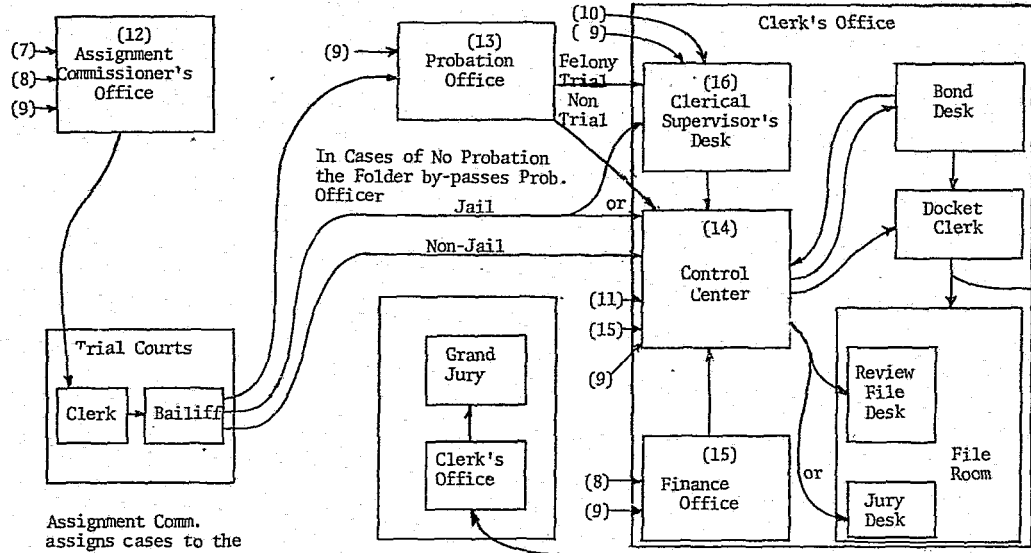 (7)
(8)
(9)
(12)
Assignment
Commissioner's
Office
(9)
(13)
Probation
Office
Felony
Trial
Non
Trial
In Cases of No Probation
the Folder by-passes Prob.
Officer
Jail
or
Non-Jail
Trial Courts
Clerk
Bailiff
Assignment Comm.
assigns cases to the
Grand
Jury
Clerk's
Office
Clerk's Office
(10)
( 9)
(16)
Clerical
Supervisor's
Desk
(14)
Control
Center
(11)
(15)
(9)
(15)
Finance
Office
(8)
(9)
Bond
Desk
Docket
Clerk
Review
File
Desk
File
Room
or
Jury
Desk